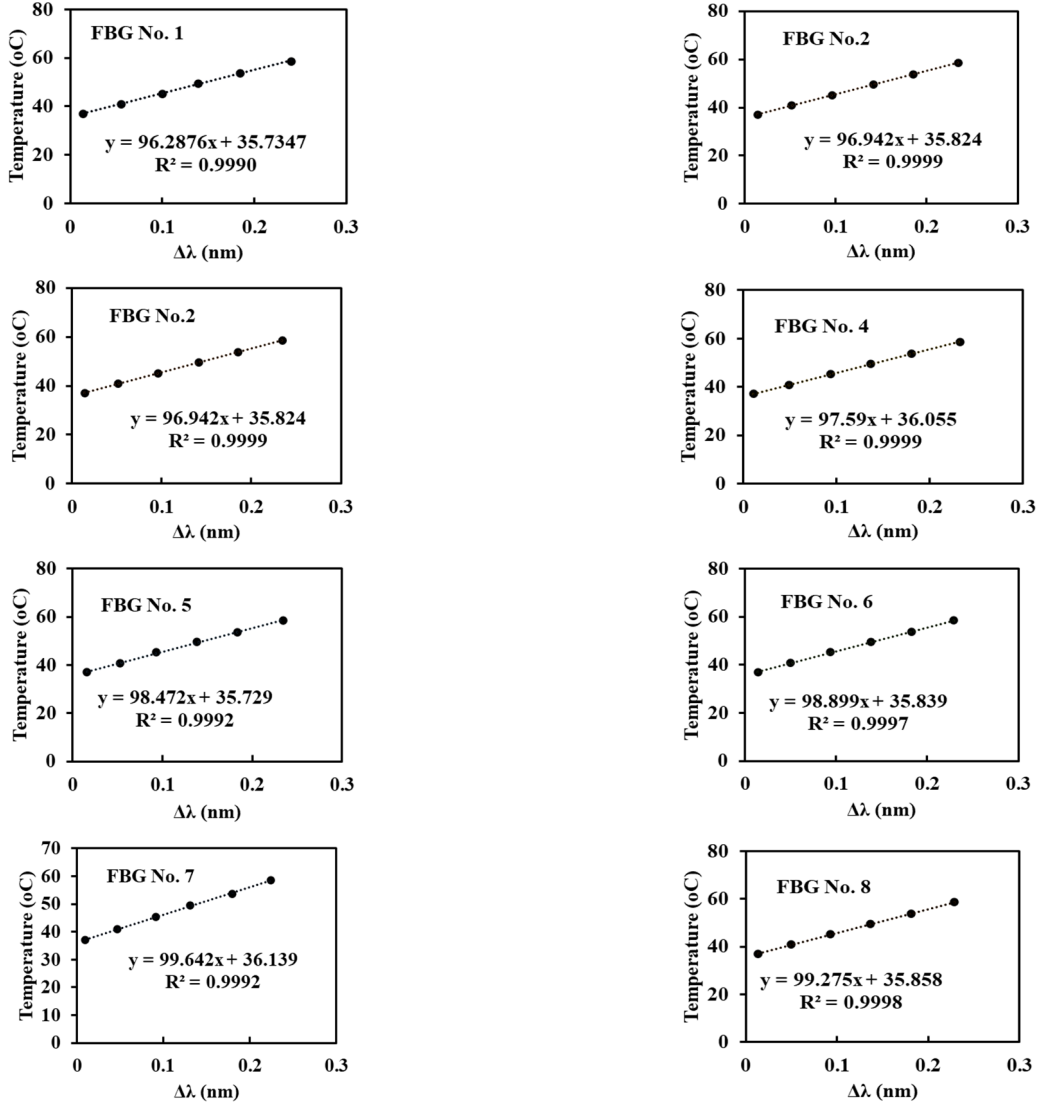 FBG No. 1
Temperature (oC)
80
60
40
20
0
y = 96.2876x + 35.7347
R² = 0.9990
0 0.1 0.2 0.3
Δλ (nm)
FBG No.2
Temperature (oC)
80
60
40
20
0
y = 96.942x + 35.824
R² = 0.9999
0 0.1 0.2 0.3
Δλ (nm)
FBG No.2
Temperature (oC)
80
60
40
20
0
y = 96.942x + 35.824
R² = 0.9999
0 0.1 0.2 0.3
Δλ (nm)
FBG No. 4
Temperature (oC)
80
60
40
20
0
y = 97.59x + 36.055
R² = 0.9999
0 0.1 0.2 0.3
Δλ (nm)
FBG No. 5
Temperature (oC)
80
60
40
20
0
y = 98.472x + 35.729
R² = 0.9992
0 0.1 0.2 0.3
Δλ (nm)
FBG No. 6
Temperature (oC)
80
60
40
20
0
y = 98.899x + 35.839
R² = 0.9997
0 0.1 0.2 0.3
Δλ (nm)
FBG No. 7
Temperature (oC)
70
60
50
40
30
20
10
0
y = 99.642x + 36.139
R² = 0.9992
0 0.1 0.2 0.3
Δλ (nm)
FBG No. 8
Temperature (oC)
80
60
40
20
0
y = 99.275x + 35.858
R² = 0.9998
0 0.1 0.2 0.3
Δλ (nm)